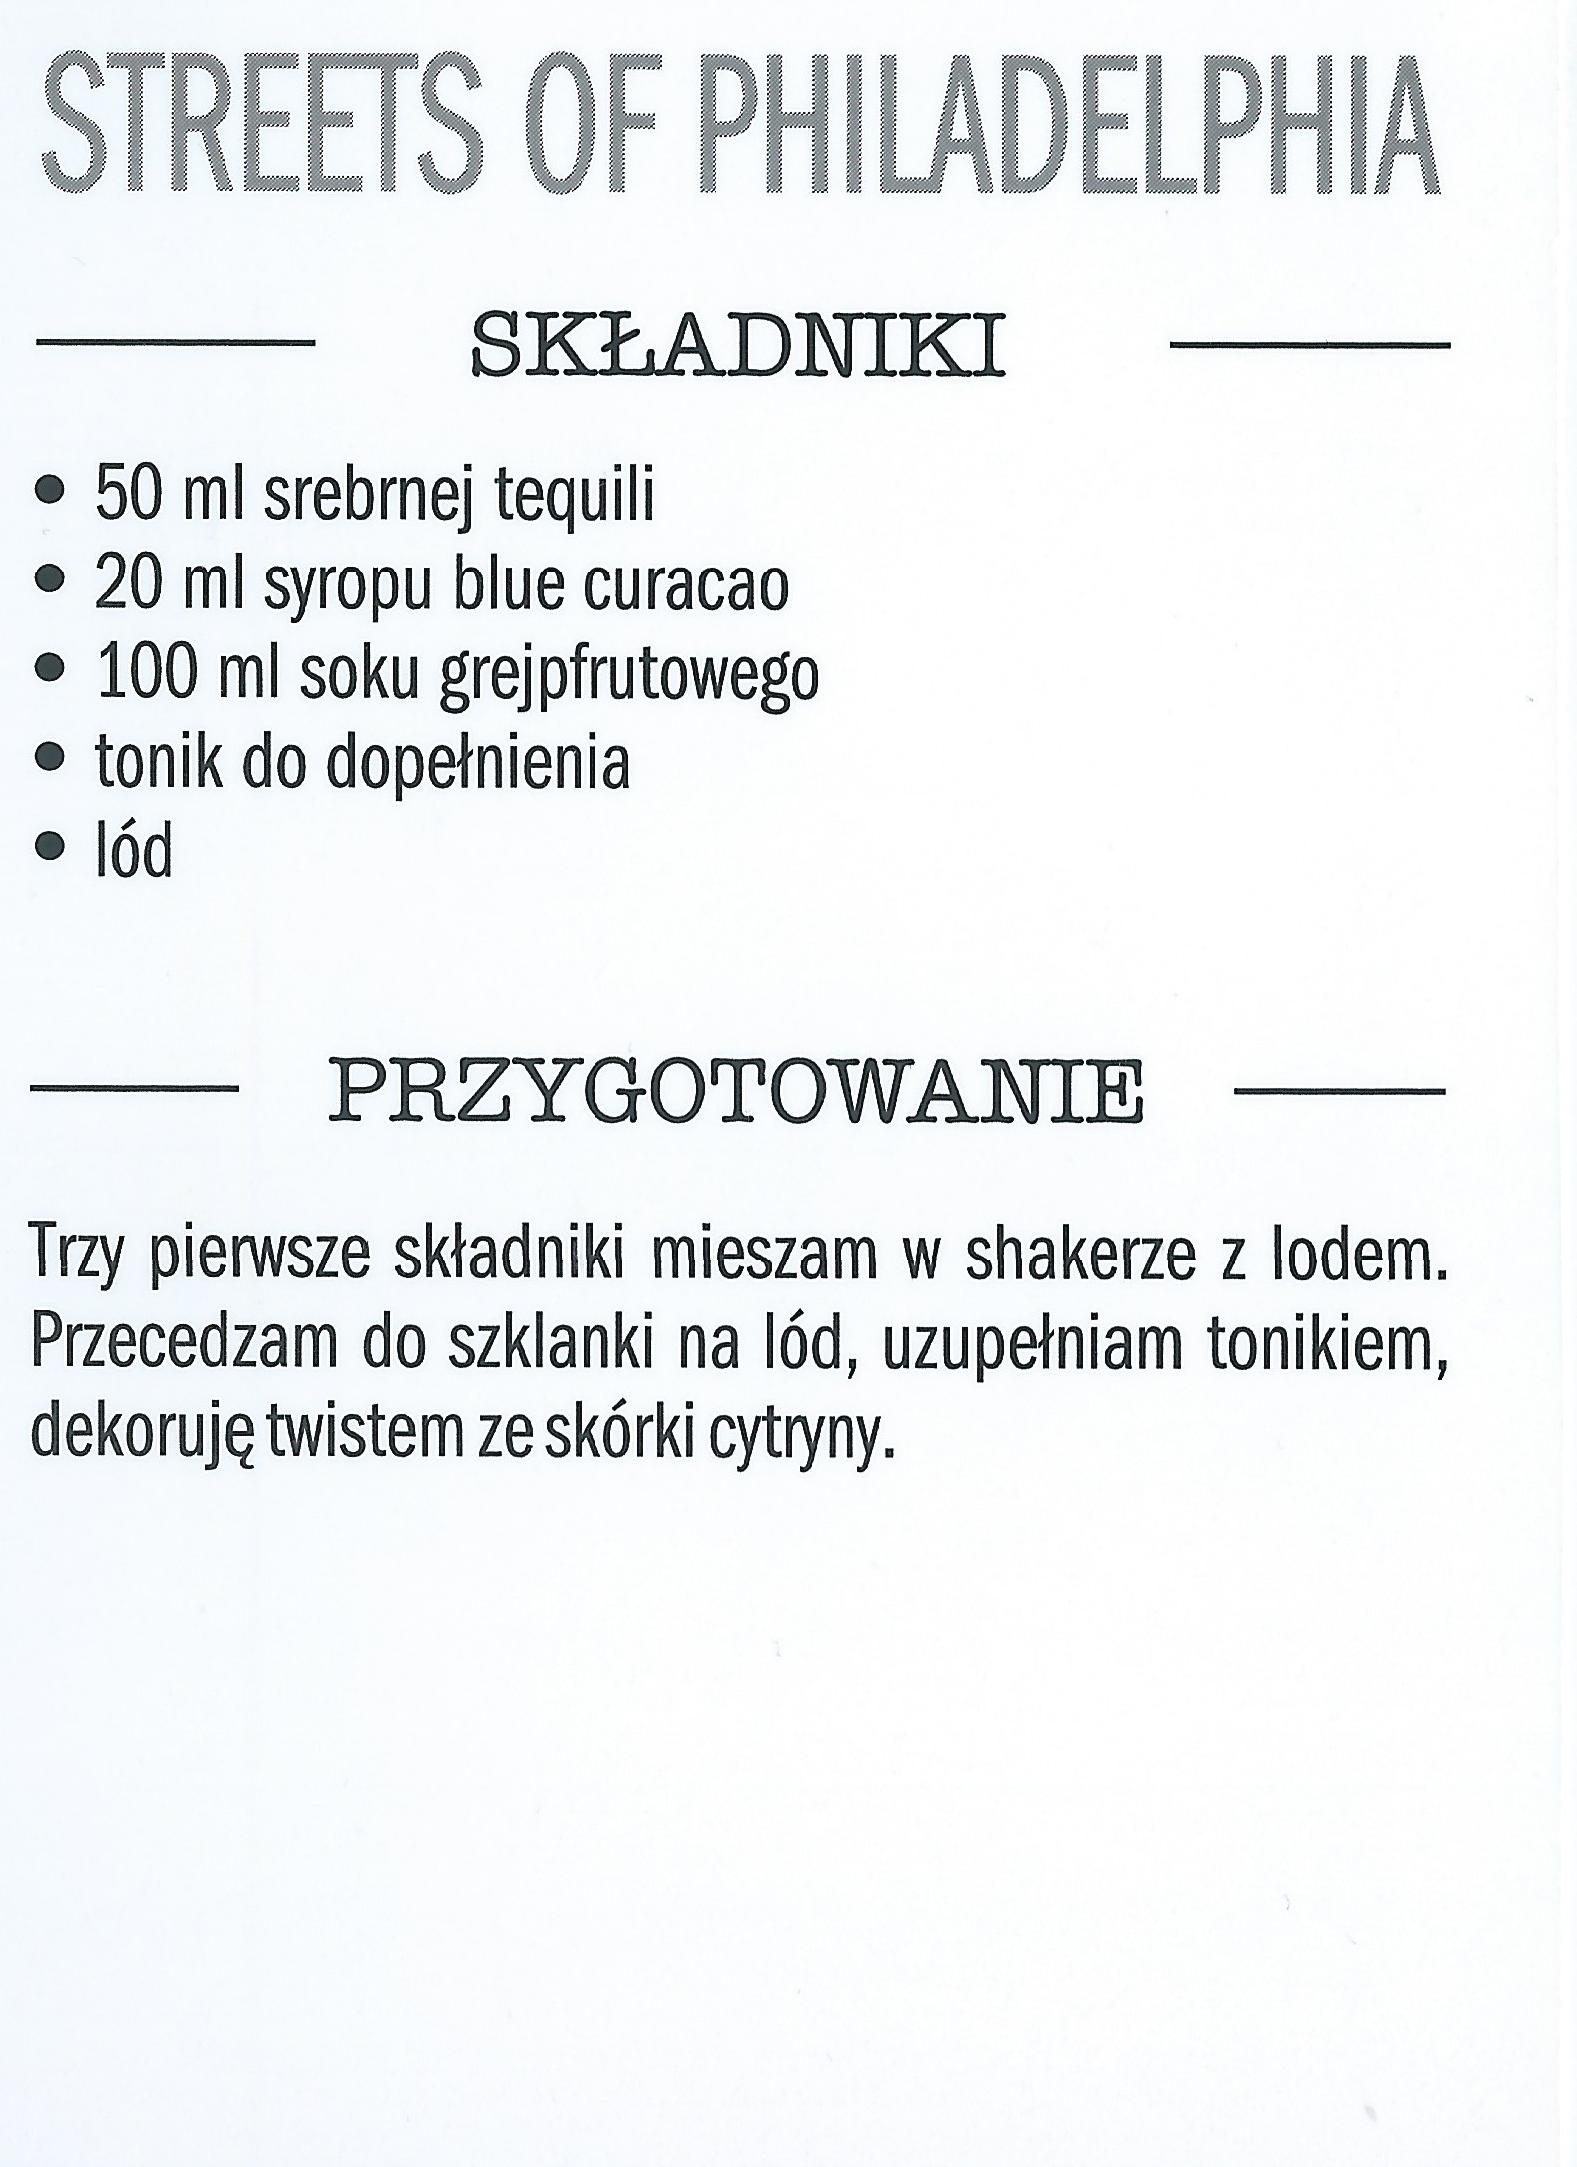 STREETS OF PHILADELPHIA
SKŁADNIKI
• 50 ml srebrnej tequili
• 20 ml syropu blue curacao
• 100 ml soku grejpfrutowego
• tonik do dopełnienia
• lód
PRZYGOTOWANIE
Trzy pierwsze składniki mieszam w shakerze z lodem.
Przecedzam do szklanki na lód, uzupełniam tonikiem,
dekoruję twistem ze skórki cytryny.